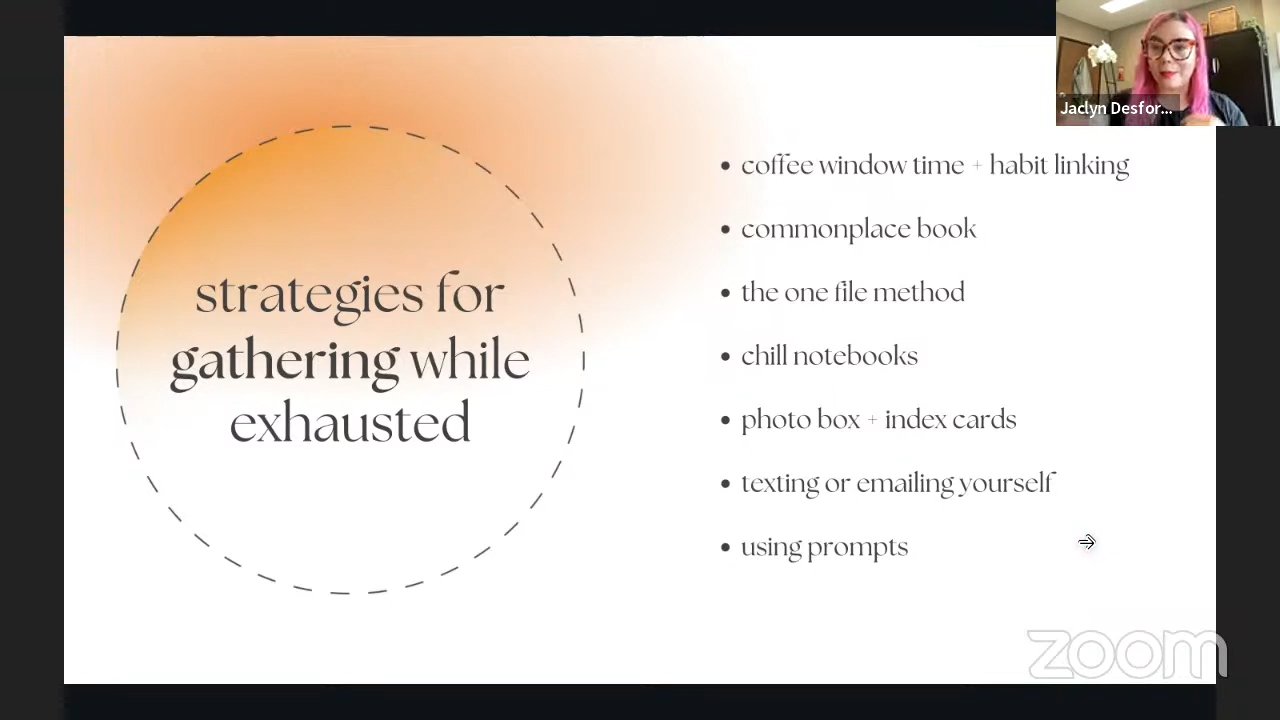 Jaclyn Desfor...
strategies for
gathering while
exhausted
• coffee window time + habit linking
• commonplace book
• the one file method
• chill notebooks
• photo box + index cards
• texting or emailing yourself
• using prompts
zoom